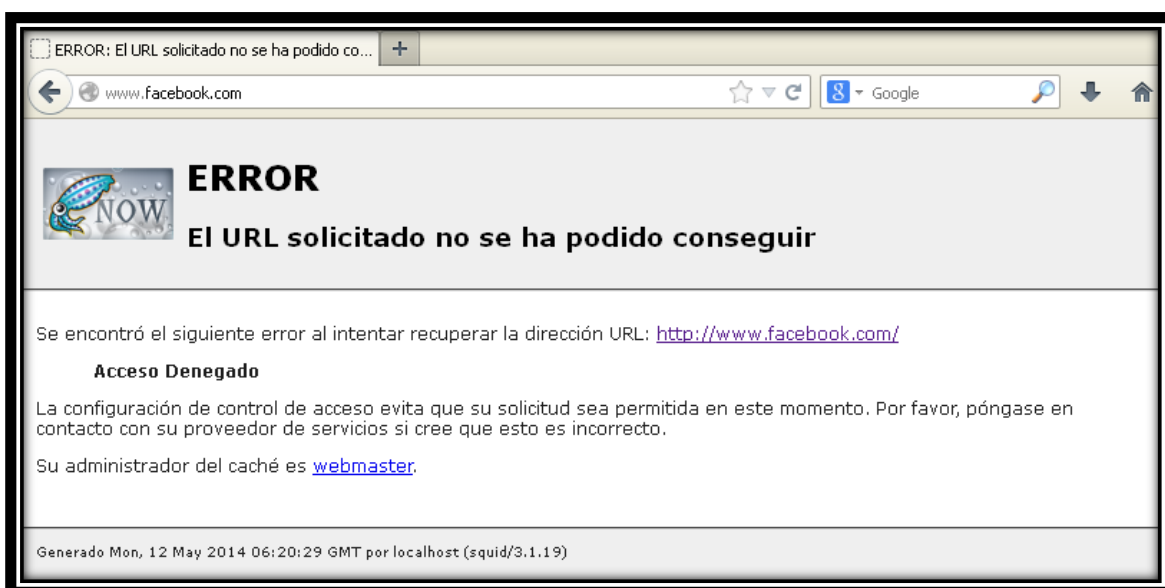 ERROR: El URL solicitado no se ha podido co...
www.facebook.com
Google
NOW
ERROR
El URL solicitado no se ha podido conseguir
Se encontró el siguiente error al intentar recuperar la dirección URL: http://www.facebook.com/
Acceso Denegado
La configuración de control de acceso evita que su solicitud sea permitida en este momento. Por favor, póngase en
contacto con su proveedor de servicios si cree que esto es incorrecto.
Su administrador del caché es webmaster.
Generado Mon, 12 May 2014 06:20:29 GMT por localhost (squid/3.1.19)